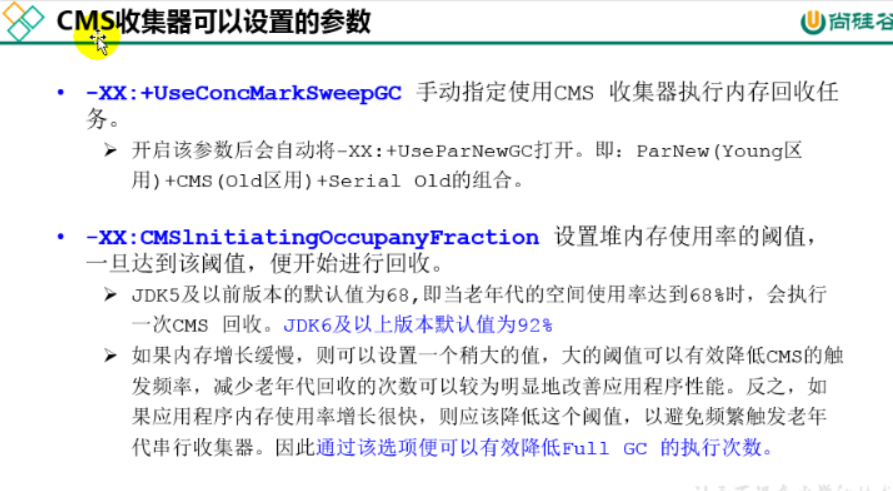 CMS收集器可以设置的参数
尚硅谷
• -XX:+UseConcMarkSweepGC 手动指定使用CMS 收集器执行内存回收任
务。
➢ 开启该参数后会自动将-XX:+UseParNewGC打开。即：ParNew(Young区
用)+CMS(Old区用)+Serial Old的组合。
• -XX:CMSlnitiatingOccupanyFraction 设置堆内存使用率的阈值，
一旦达到该阈值，便开始进行回收。
➢ JDK5及以前版本的默认值为68,即当老年代的空间使用率达到68%时，会执行
一次CMS 回收。JDK6及以上版本默认值为92%
➢ 如果内存增长缓慢，则可以设置一个稍大的值，大的阈值可以有效降低CMS的触
发频率，减少老年代回收的次数可以较为明显地改善应用程序性能。反之，如
果应用程序内存使用率增长很快，则应该降低这个阈值，以避免频繁触发老年
代串行收集器。因此通过该选项便可以有效降低Full GC 的执行次数。